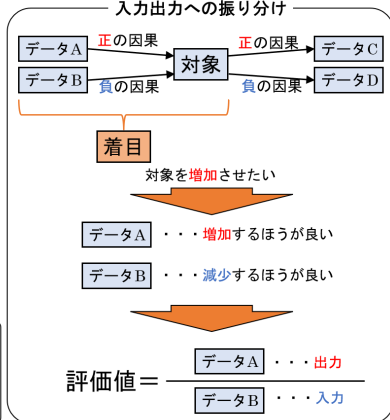 入力出力への振り分け
データA
正の因果
対象
正の因果
データC
データB
負の因果
負の因果
データD
着目
対象を増加させたい
データA ・・・増加するほうが良い
データB ・・・減少するほうが良い
データA ・・・出力
評価値＝
データB ・・・入力